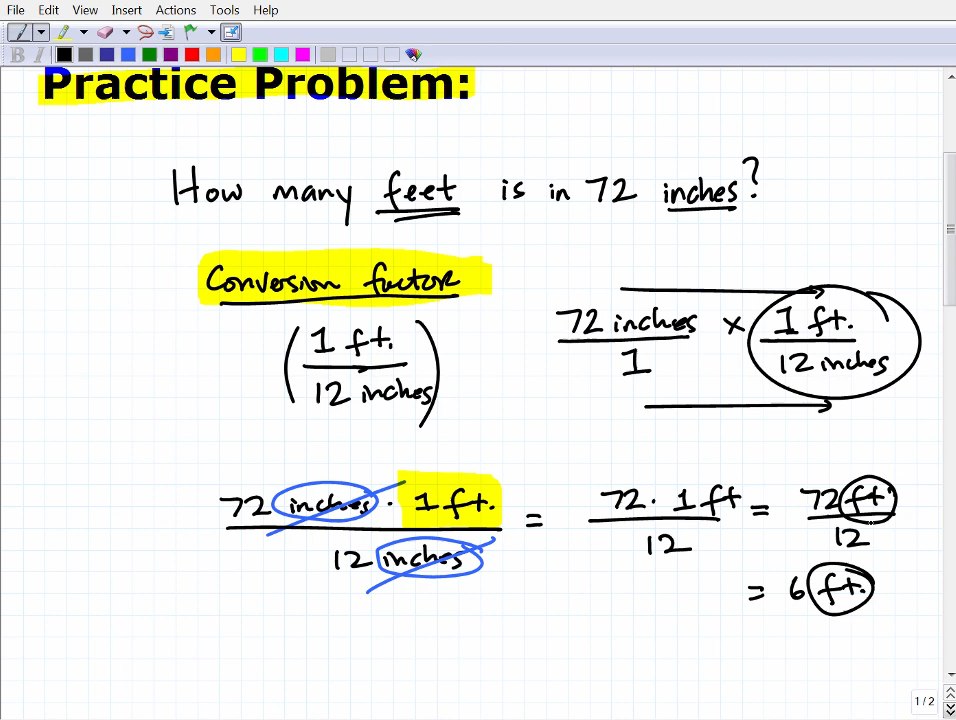 File Edit View Insert Actions Tools Help
B I
Practice Problem:
How many feet is in 72 inches?
Conversion factor
(1 ft. / 12 inches)
72 inches / 1 × 1 ft. / 12 inches
72 inches · 1 ft. / 12 inches = 72 · 1 ft / 12 = 72 ft. / 12
= 6 ft.
1 / 2